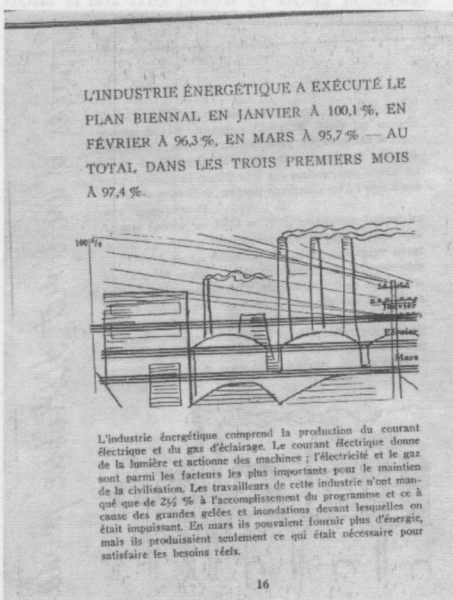 L'INDUSTRIE ÉNERGÉTIQUE A EXÉCUTÉ LE
PLAN BIENNAL EN JANVIER À 100,1 %, EN
FÉVRIER À 96,3 %, EN MARS À 95,7 % — AU
TOTAL DANS LES TROIS PREMIERS MOIS
À 97,4 %.
100 %
Janvier
Février
Mars
L'industrie énergétique comprend la production du courant
électrique et du gaz d'éclairage. Le courant électrique donne
de la lumière et actionne des machines ; l'électricité et le gaz
sont parmi les facteurs les plus importants pour le maintien
de la civilisation. Les travailleurs de cette industrie n'ont man-
qué que de 2½ % à l'accomplissement du programme et ce à
cause des grandes gelées et inondations devant lesquelles on
était impuissant. En mars ils pouvaient fournir plus d'énergie,
mais ils produisaient seulement ce qui était nécessaire pour
satisfaire les besoins réels.
16